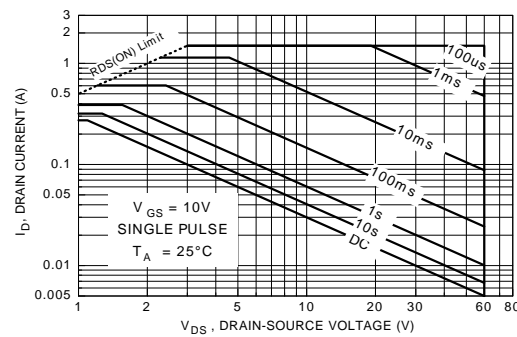 3
2
1
0.5
0.1
0.05
0.01
0.005
I D, DRAIN CURRENT (A)
RDS(ON) Limit
100us
1ms
10ms
100ms
1s
10s
DC
V GS = 10V
SINGLE PULSE
T A = 25°C
1 2 5 10 20 30 60 80
V DS , DRAIN-SOURCE VOLTAGE (V)